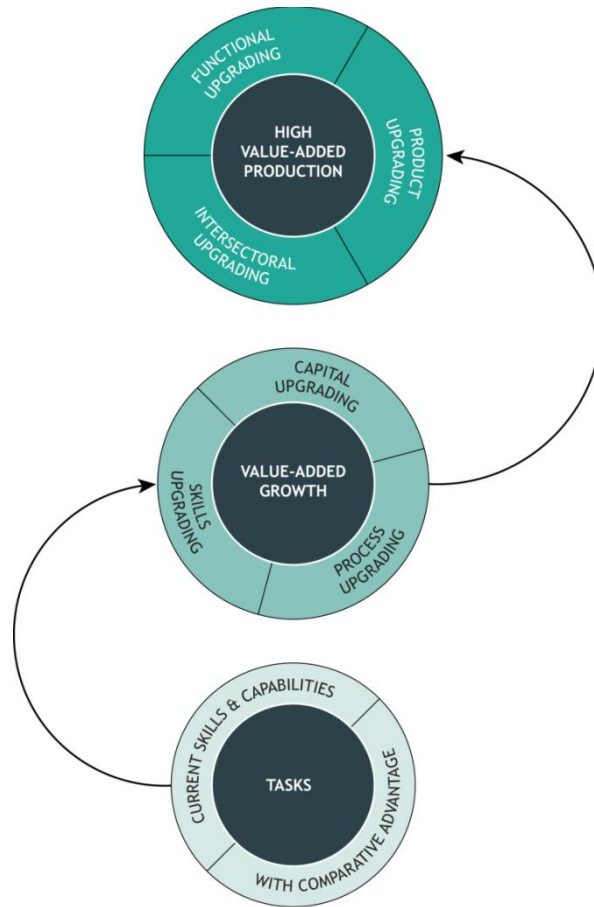 FUNCTIONAL
UPGRADING
HIGH
VALUE-ADDED
PRODUCTION
PRODUCT
UPGRADING
INTERSECTORAL
UPGRADING
CAPITAL
UPGRADING
SKILLS
UPGRADING
VALUE-ADDED
GROWTH
PROCESS
UPGRADING
CURRENT SKILLS & CAPABILITIES
TASKS
WITH COMPARATIVE ADVANTAGE